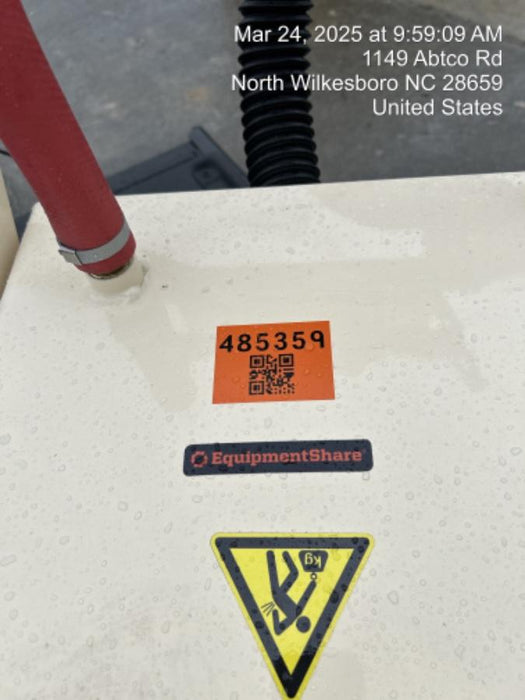 Mar 24, 2025 at 9:59:09 AM
1149 Abtco Rd
North Wilkesboro NC 28659
United States
485359
EquipmentShare
kg